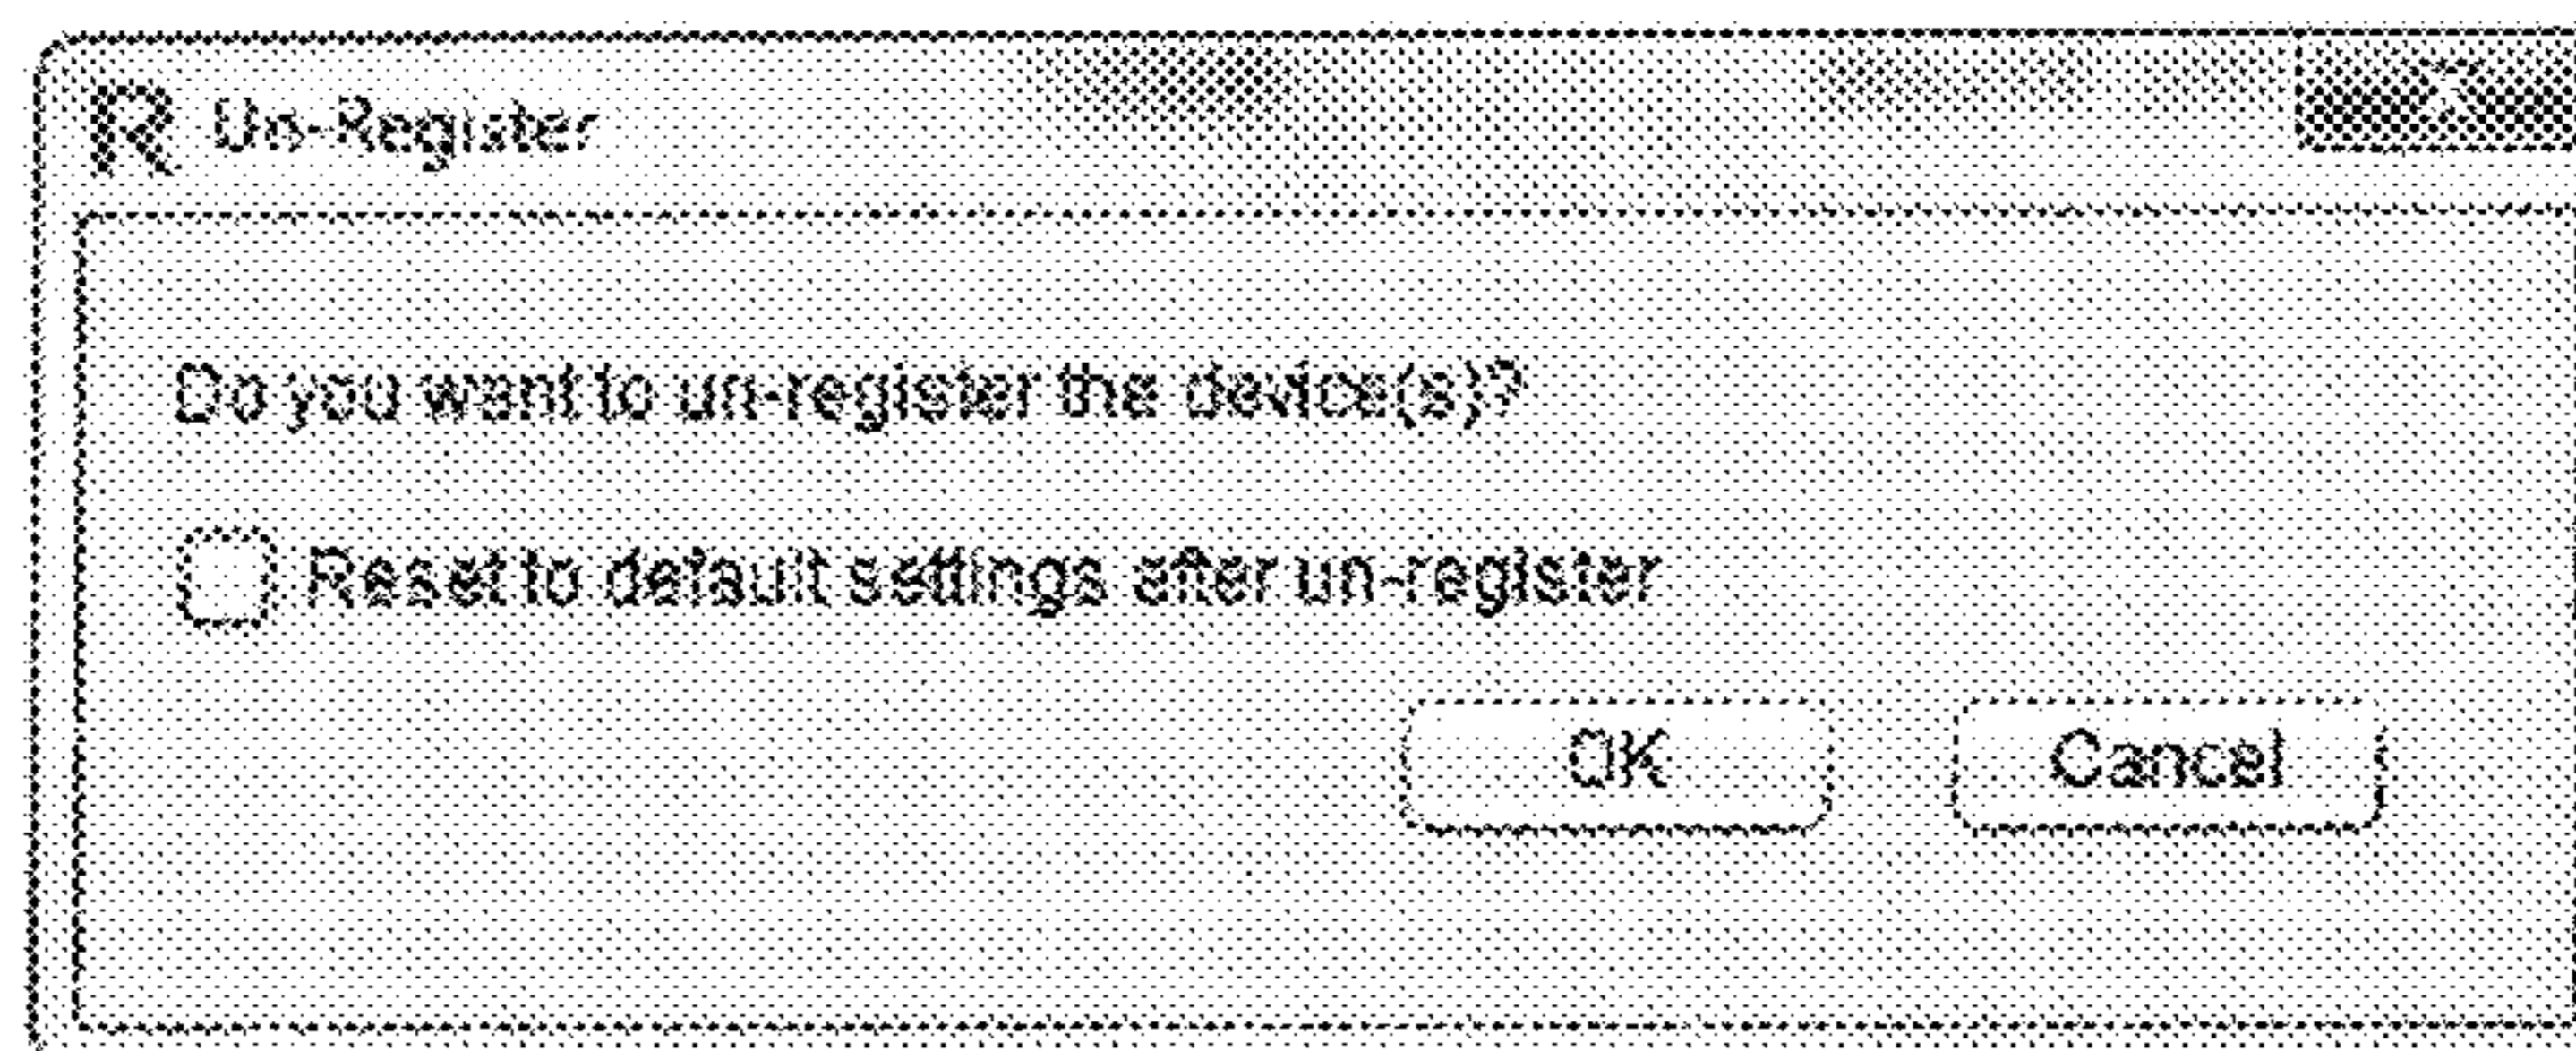 R Un-Register
Do you want to un-register the device(s)?
Reset to default settings after un-register
OK Cancel